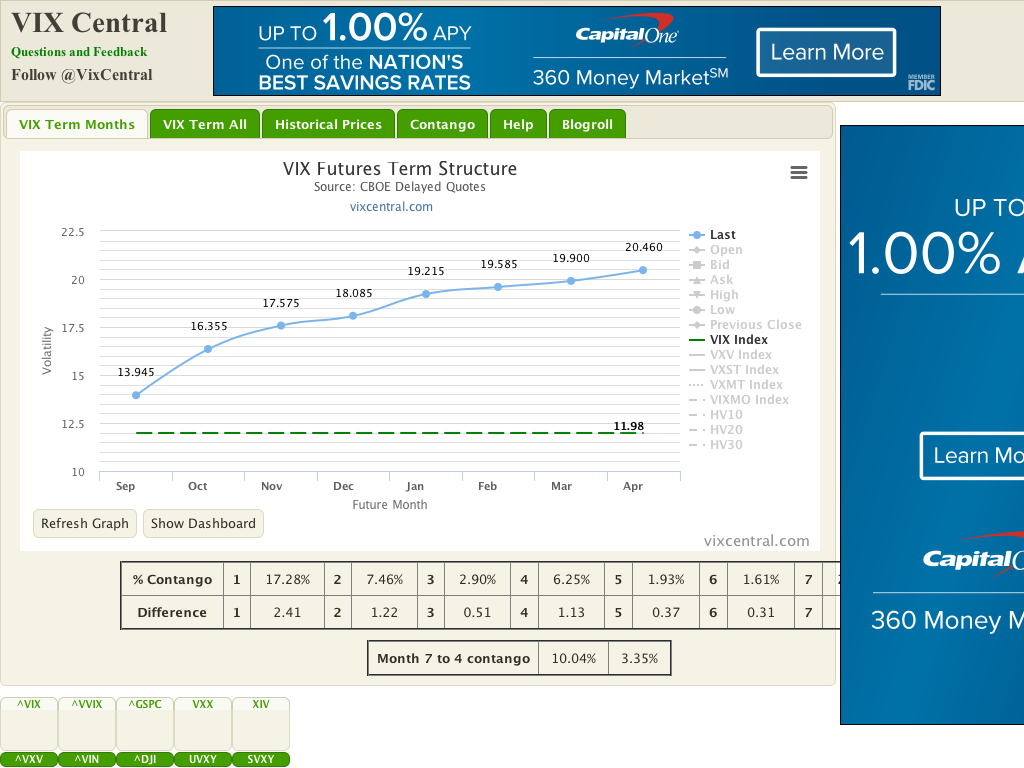 VIX Central
Questions and Feedback
Follow @VixCentral
UP TO 1.00% APY
One of the NATION'S
BEST SAVINGS RATES
Capital One
360 Money Market SM
Learn More
MEMBER
FDIC
VIX Term Months VIX Term All Historical Prices Contango Help Blogroll
VIX Futures Term Structure
Source: CBOE Delayed Quotes
vixcentral.com
Volatility
22.5
20
17.5
15
12.5
10
13.945
16.355
17.575
18.085
19.215
19.585
19.900
20.460
11.98
Sep Oct Nov Dec Jan Feb Mar Apr
Future Month
Last
Open
Bid
Ask
High
Low
Previous Close
VIX Index
VXV Index
VXST Index
VXMT Index
VIXMO Index
HV10
HV20
HV30
Refresh Graph Show Dashboard
vixcentral.com
% Contango 1 17.28% 2 7.46% 3 2.90% 4 6.25% 5 1.93% 6 1.61% 7
Difference 1 2.41 2 1.22 3 0.51 4 1.13 5 0.37 6 0.31 7
Month 7 to 4 contango 10.04% 3.35%
^VIX ^VVIX ^GSPC VXX XIV
^VXV ^VIN ^DJI UVXY SVXY
UP TO
1.00%
Learn Mo
Capital
360 Money M